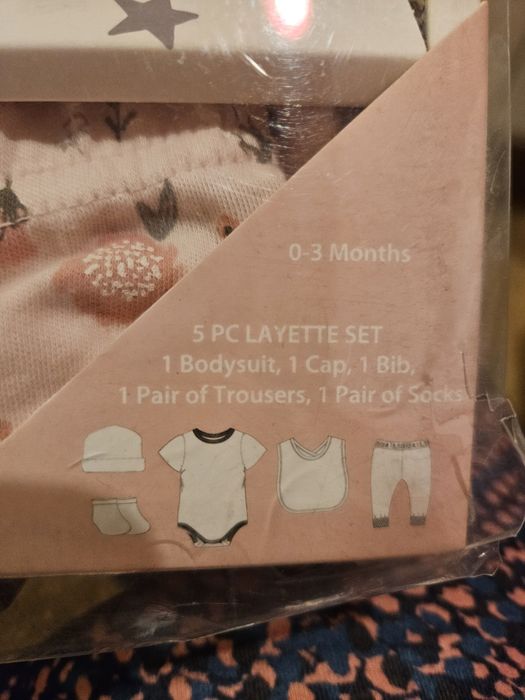 0-3 Months
5 PC LAYETTE SET
1 Bodysuit, 1 Cap, 1 Bib,
1 Pair of Trousers, 1 Pair of Socks